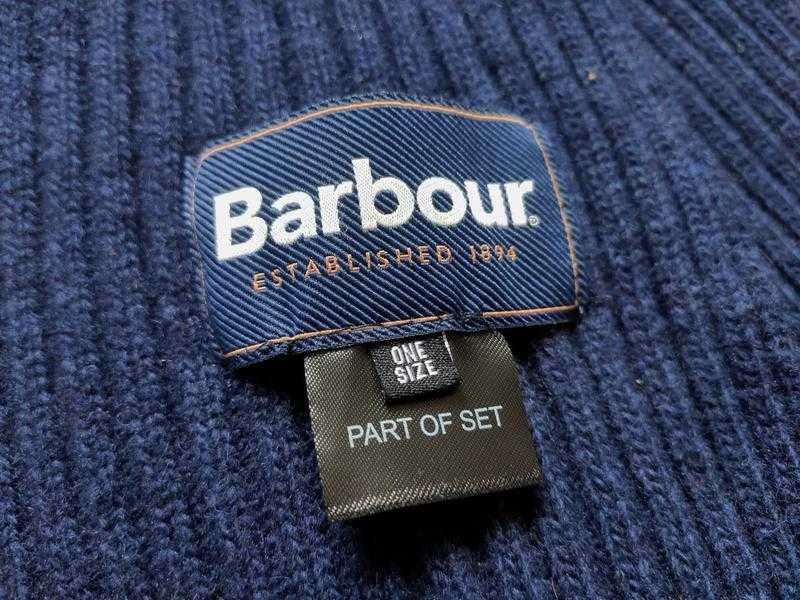 Barbour®
ESTABLISHED 1894
ONE
SIZE
PART OF SET